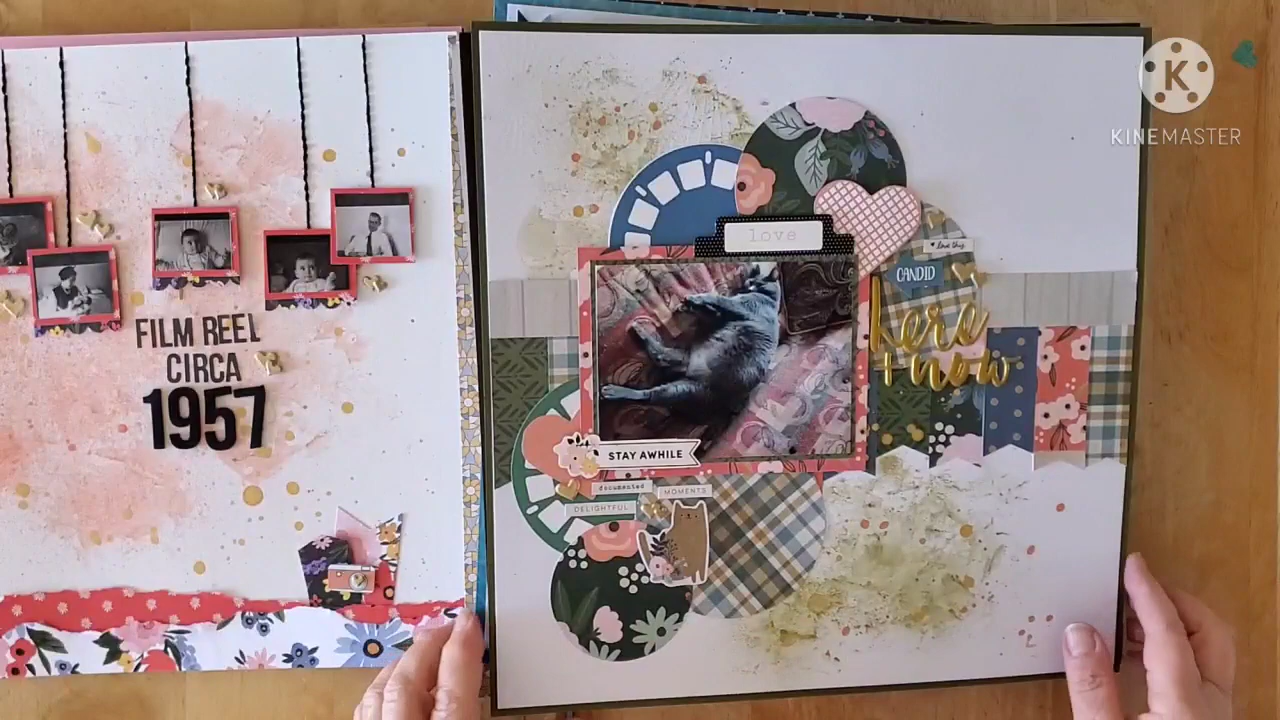 FILM REEL
CIRCA
1957
love
love this
CANDID
here
+ now
STAY AWHILE
documented
MOMENTS
DELIGHTFUL
K
KINEMASTER